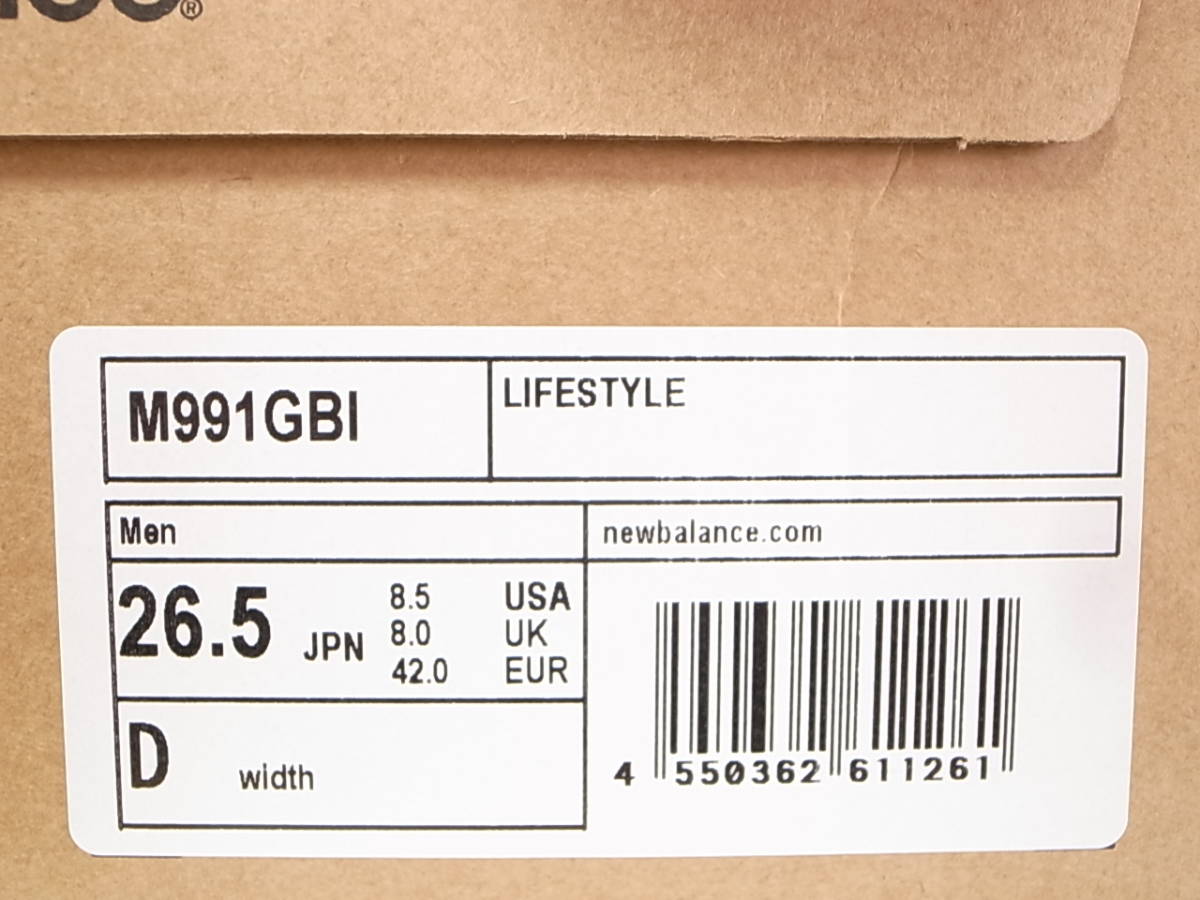 ®
M991GBI
LIFESTYLE
Men
newbalance.com
26.5 JPN
8.5 USA
8.0 UK
42.0 EUR
D width
4 550362 611261